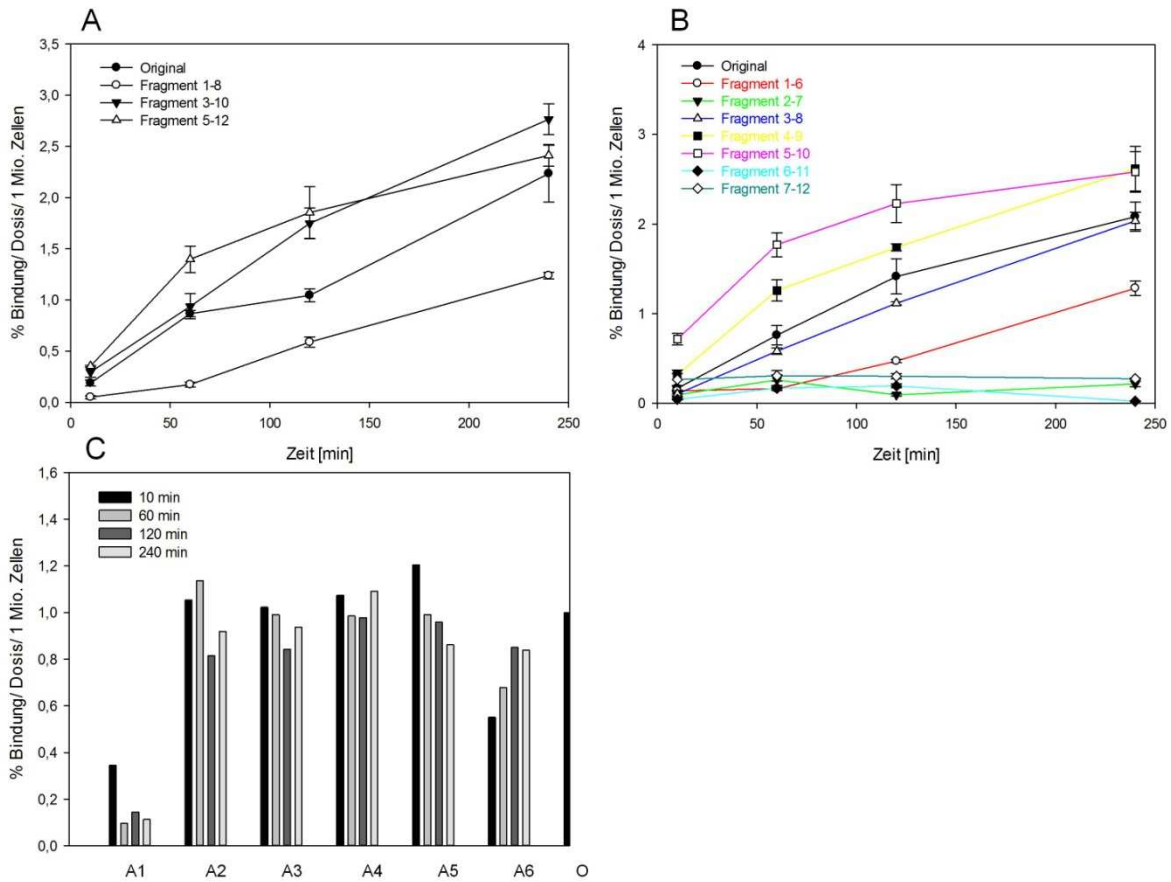 A
3,5
3,0
2,5
2,0
1,5
1,0
0,5
0,0
% Bindung/ Dosis/ 1 Mio. Zellen
Original
Fragment 1-8
Fragment 3-10
Fragment 5-12
0 50 100 150 200 250
Zeit [min]
B
4
3
2
1
0
% Bindung/ Dosis/ 1 Mio. Zellen
Original
Fragment 1-6
Fragment 2-7
Fragment 3-8
Fragment 4-9
Fragment 5-10
Fragment 6-11
Fragment 7-12
0 50 100 150 200 250
Zeit [min]
C
1,6
1,4
1,2
1,0
0,8
0,6
0,4
0,2
0,0
% Bindung/ Dosis/ 1 Mio. Zellen
10 min
60 min
120 min
240 min
A1 A2 A3 A4 A5 A6 O